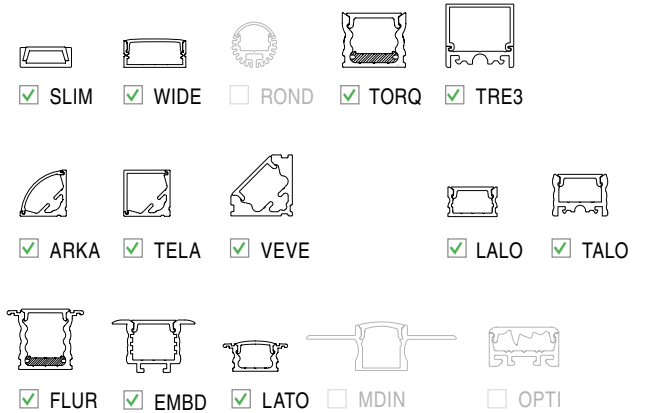 SLIM WIDE ROND TORQ TRE3
ARKA TELA VEVE LALO TALO
FLUR EMBD LATO MDIN OPTI